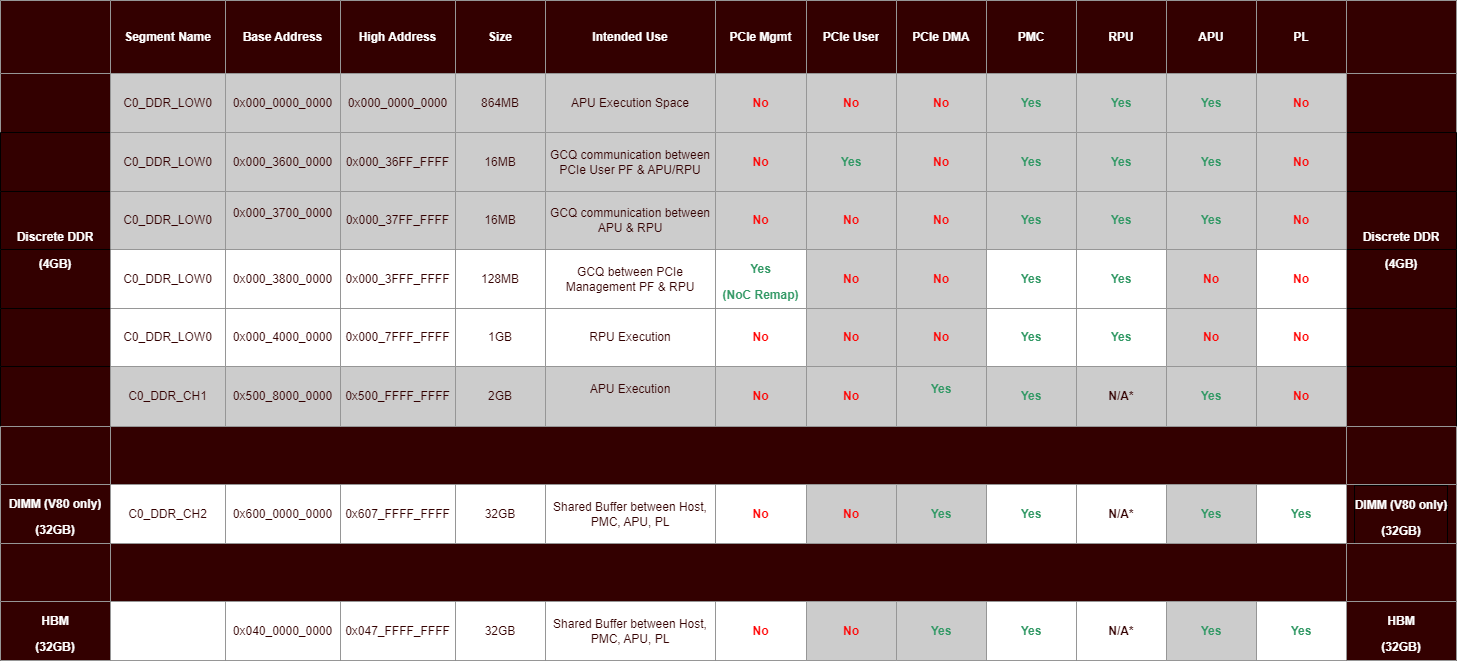 Segment Name Base Address High Address Size Intended Use PCIe Mgmt PCIe User PCIe DMA PMC RPU APU PL
C0_DDR_LOW0 0x000_0000_0000 0x000_0000_0000 864MB APU Execution Space No No No Yes Yes Yes No
C0_DDR_LOW0 0x000_3600_0000 0x000_36FF_FFFF 16MB GCQ communication between
PCIe User PF & APU/RPU
No Yes No Yes Yes Yes No
C0_DDR_LOW0 0x000_3700_0000 0x000_37FF_FFFF 16MB GCQ communication between
APU & RPU
No No No Yes Yes Yes No
Discrete DDR
(4GB)
C0_DDR_LOW0 0x000_3800_0000 0x000_3FFF_FFFF 128MB GCQ between PCIe
Management PF & RPU
Yes
(NoC Remap)
No No Yes Yes No No
Discrete DDR
(4GB)
C0_DDR_LOW0 0x000_4000_0000 0x000_7FFF_FFFF 1GB RPU Execution No No No Yes Yes No No
C0_DDR_CH1 0x500_8000_0000 0x500_FFFF_FFFF 2GB APU Execution No No Yes Yes N/A* Yes No
DIMM (V80 only)
(32GB)
C0_DDR_CH2 0x600_0000_0000 0x607_FFFF_FFFF 32GB Shared Buffer between Host,
PMC, APU, PL
No No Yes Yes N/A* Yes Yes
DIMM (V80 only)
(32GB)
HBM
(32GB)
0x040_0000_0000 0x047_FFFF_FFFF 32GB Shared Buffer between Host,
PMC, APU, PL
No No Yes Yes N/A* Yes Yes
HBM
(32GB)